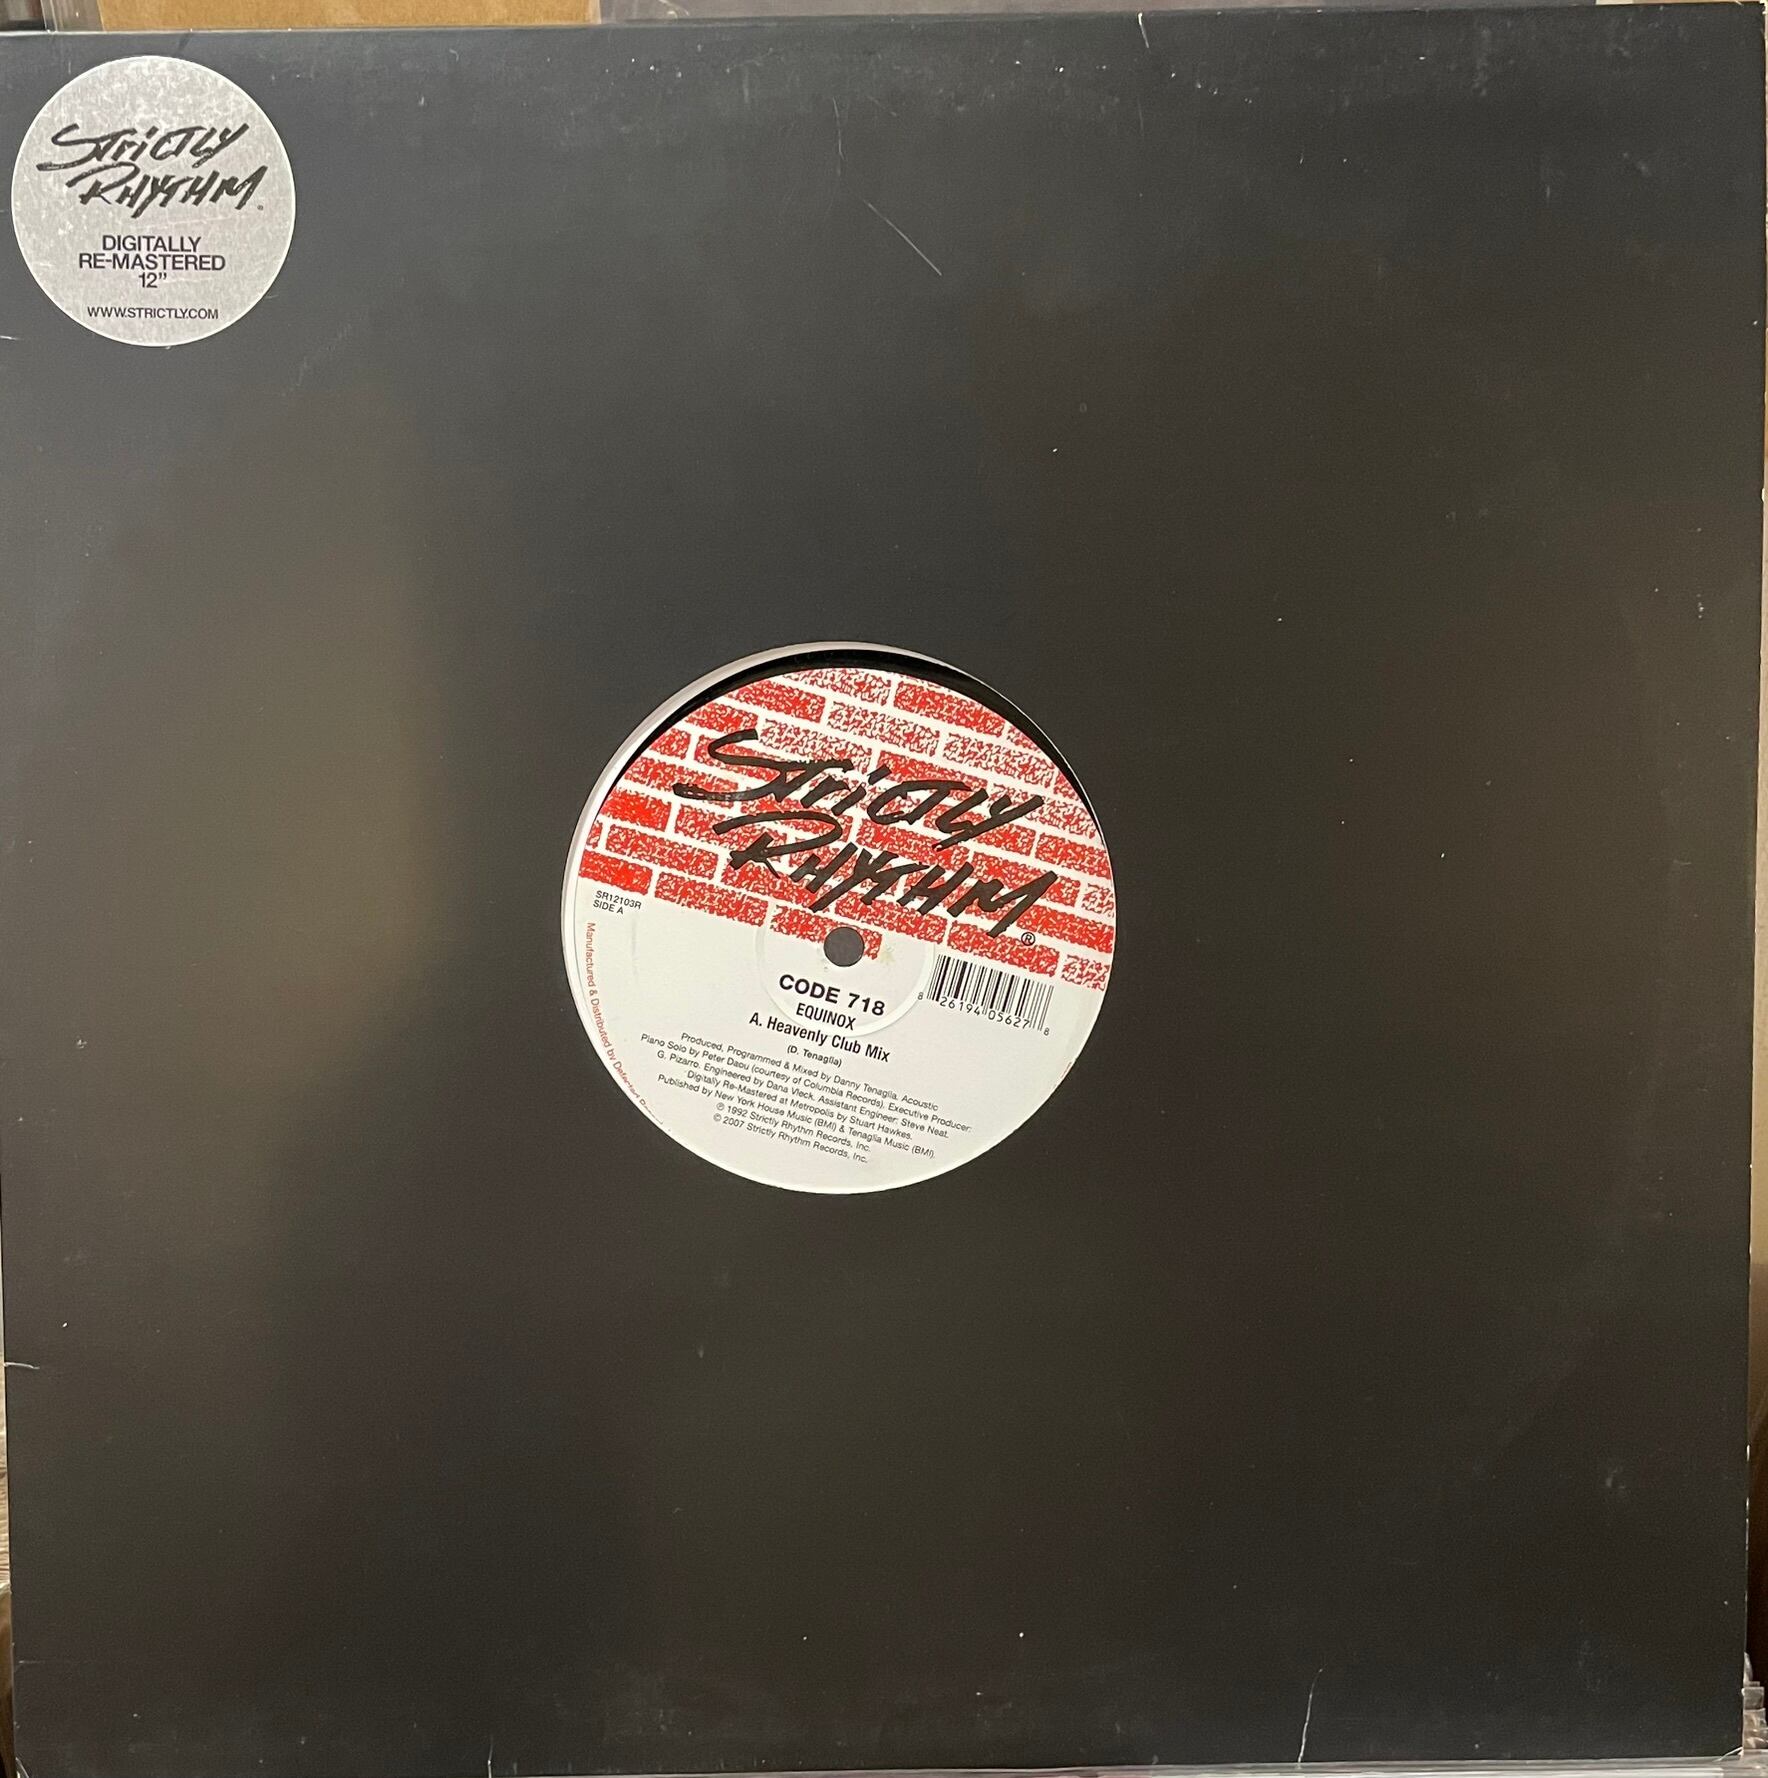 STRICTLY
RHYTHM
DIGITALLY
RE-MASTERED
12”
WWW.STRICTLY.COM
STRICTLY
RHYTHM
®
SR12103R
SIDE A
8 26194 05627 8
CODE 718
EQUINOX
A. Heavenly Club Mix
(D. Tenaglia)
Produced, Programmed & Mixed by Danny Tenaglia. Acoustic
Piano Solo by Peter Daou (courtesy of Columbia Records). Executive Producer:
G. Pizarro. Engineered by Dana Vleck. Assistant Engineer: Steve Neat.
Digitally Re-Mastered at Metropolis by Stuart Hawkes.
Published by New York House Music (BMI) & Tenaglia Music (BMI).
℗ 1992 Strictly Rhythm Records, Inc.
© 2007 Strictly Rhythm Records, Inc.
Manufactured & Distributed by